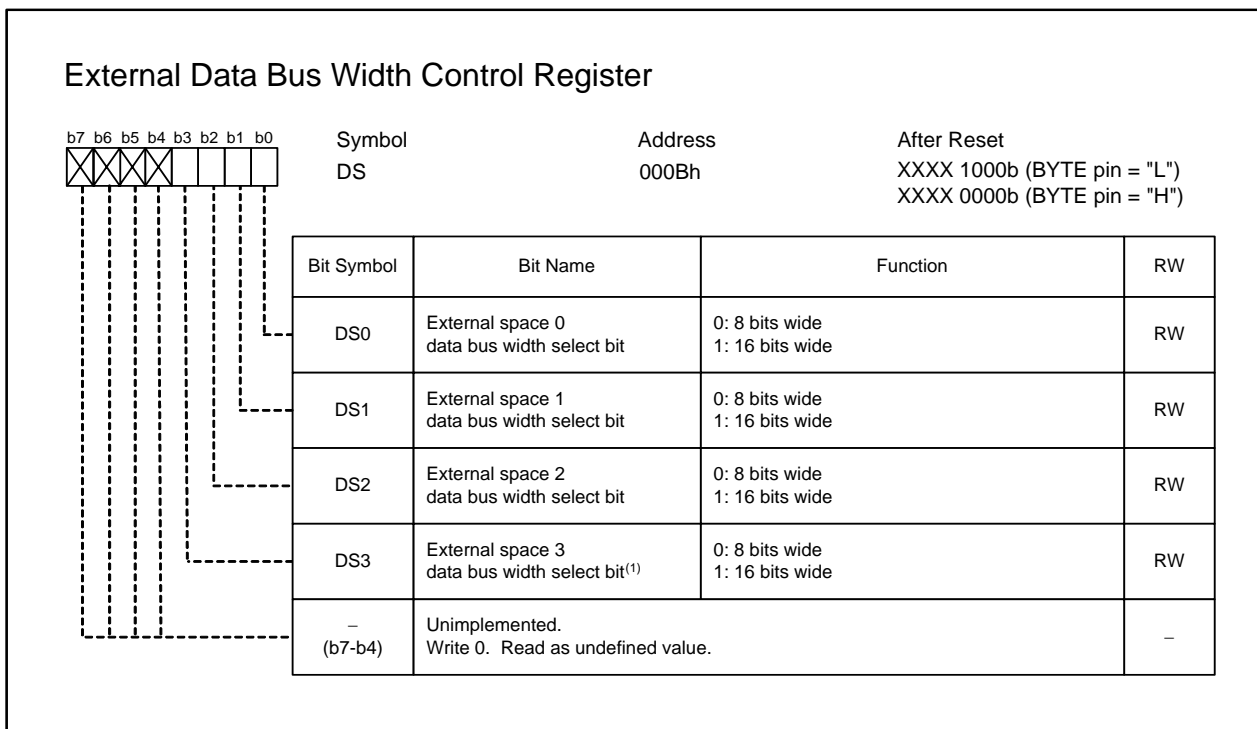 External Data Bus Width Control Register
b7 b6 b5 b4 b3 b2 b1 b0
Symbol Address After Reset
DS 000Bh XXXX 1000b (BYTE pin = "L")
XXXX 0000b (BYTE pin = "H")
Bit Symbol Bit Name Function RW
DS0 External space 0 data bus width select bit 0: 8 bits wide 1: 16 bits wide RW
DS1 External space 1 data bus width select bit 0: 8 bits wide 1: 16 bits wide RW
DS2 External space 2 data bus width select bit 0: 8 bits wide 1: 16 bits wide RW
DS3 External space 3 data bus width select bit(1) 0: 8 bits wide 1: 16 bits wide RW
– (b7-b4) Unimplemented. Write 0. Read as undefined value. –